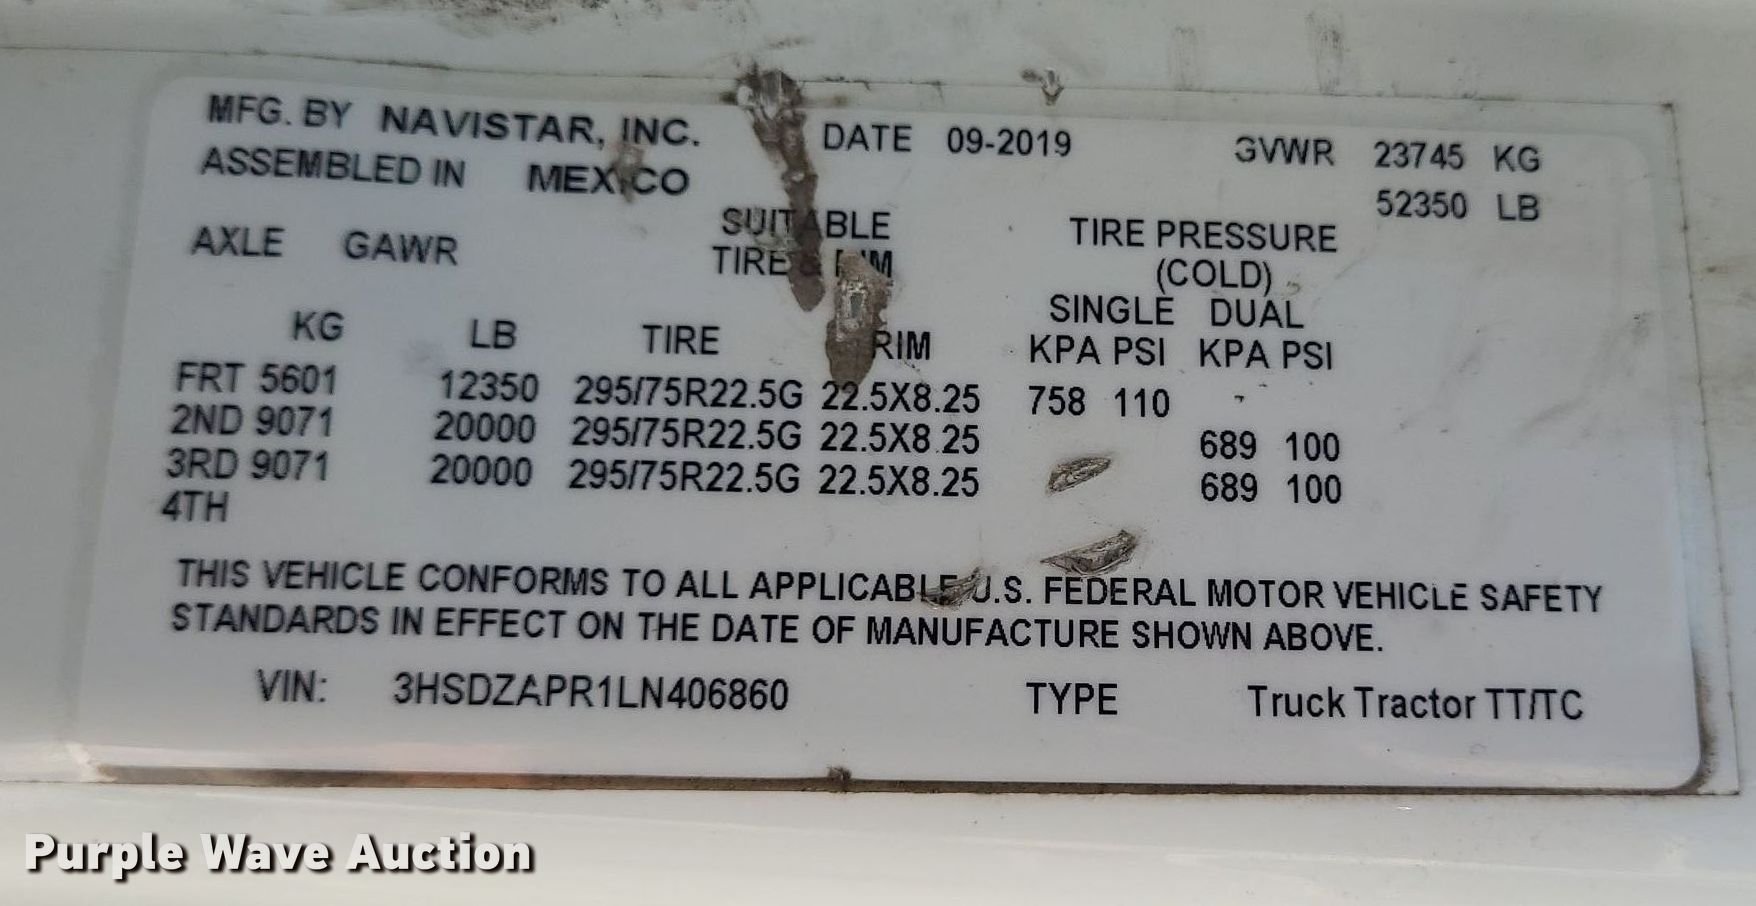 MFG. BY NAVISTAR, INC. DATE 09-2019 GVWR 23745 KG
ASSEMBLED IN MEXICO 52350 LB
AXLE GAWR SUITABLE TIRE PRESSURE
TIRE & RIM (COLD)
SINGLE DUAL
KG LB TIRE RIM KPA PSI KPA PSI
FRT 5601 12350 295/75R22.5G 22.5X8.25 758 110
2ND 9071 20000 295/75R22.5G 22.5X8.25 689 100
3RD 9071 20000 295/75R22.5G 22.5X8.25 689 100
4TH
THIS VEHICLE CONFORMS TO ALL APPLICABLE U.S. FEDERAL MOTOR VEHICLE SAFETY
STANDARDS IN EFFECT ON THE DATE OF MANUFACTURE SHOWN ABOVE.
VIN: 3HSDZAPR1LN406860 TYPE Truck Tractor TT/TC
Purple Wave Auction